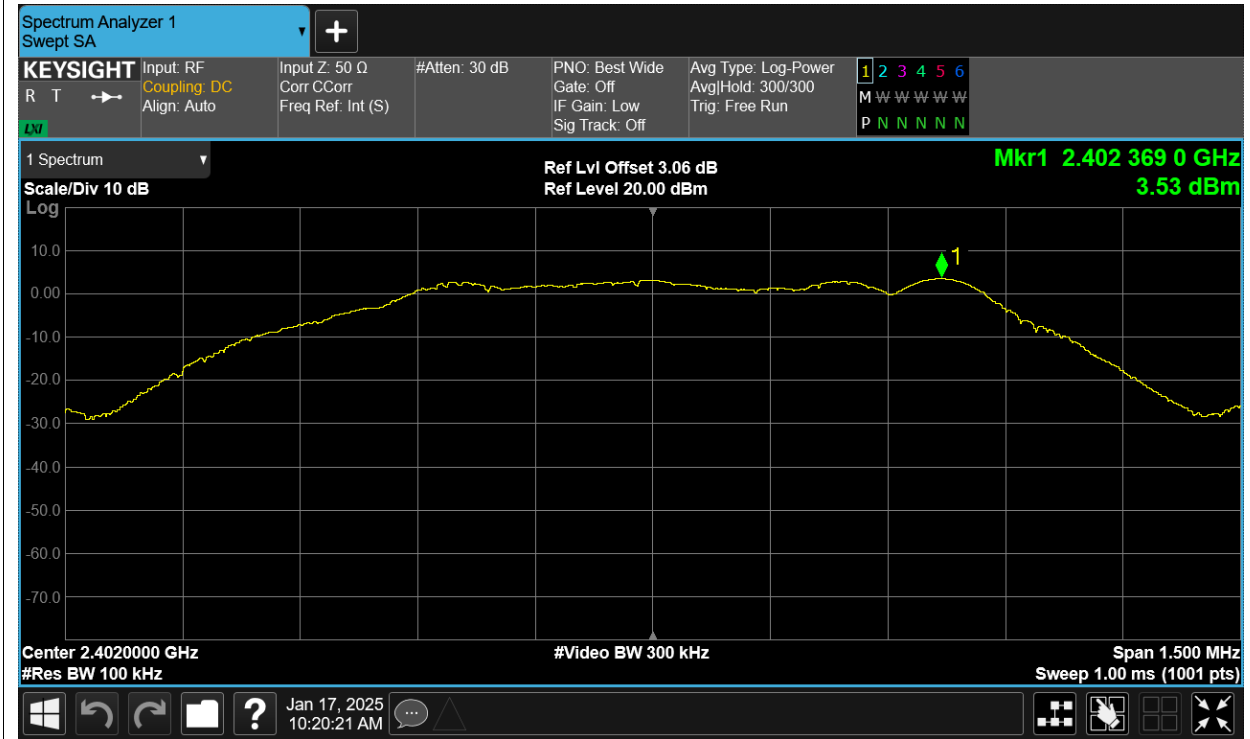 Spectrum Analyzer 1
Swept SA
+
KEYSIGHT
R T
LXI
Input: RF
Coupling: DC
Align: Auto
Input Z: 50 Ω
Corr CCorr
Freq Ref: Int (S)
#Atten: 30 dB
PNO: Best Wide
Gate: Off
IF Gain: Low
Sig Track: Off
Avg Type: Log-Power
Avg|Hold: 300/300
Trig: Free Run
1 2 3 4 5 6
M W W W W W
P N N N N N
1 Spectrum
Scale/Div 10 dB
Log
Ref Lvl Offset 3.06 dB
Ref Level 20.00 dBm
Mkr1 2.402 369 0 GHz
3.53 dBm
1
10.0
0.00
-10.0
-20.0
-30.0
-40.0
-50.0
-60.0
-70.0
Center 2.4020000 GHz
#Video BW 300 kHz
Span 1.500 MHz
#Res BW 100 kHz
Sweep 1.00 ms (1001 pts)
?
Jan 17, 2025
10:20:21 AM